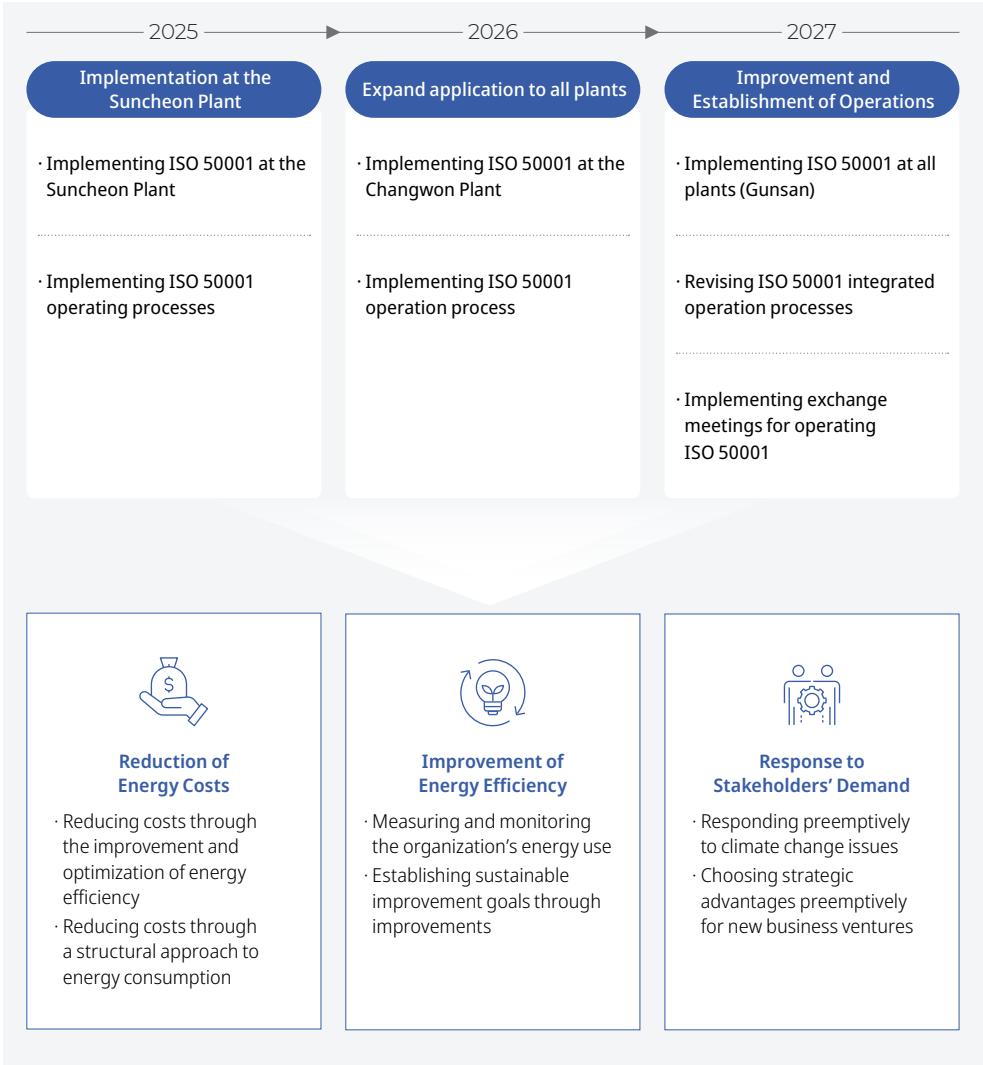 2025
2026
2027
Implementation at the
Suncheon Plant
· Implementing ISO 50001 at the
Suncheon Plant
· Implementing ISO 50001
operating processes
Expand application to all plants
· Implementing ISO 50001 at the
Changwon Plant
· Implementing ISO 50001
operation process
Improvement and
Establishment of Operations
· Implementing ISO 50001 at all
plants (Gunsan)
· Revising ISO 50001 integrated
operation processes
· Implementing exchange
meetings for operating
ISO 50001
$
Reduction of
Energy Costs
· Reducing costs through
the improvement and
optimization of energy
efficiency
· Reducing costs through
a structural approach to
energy consumption
Improvement of
Energy Efficiency
· Measuring and monitoring
the organization’s energy use
· Establishing sustainable
improvement goals through
improvements
Response to
Stakeholders’ Demand
· Responding preemptively
to climate change issues
· Choosing strategic
advantages preemptively
for new business ventures